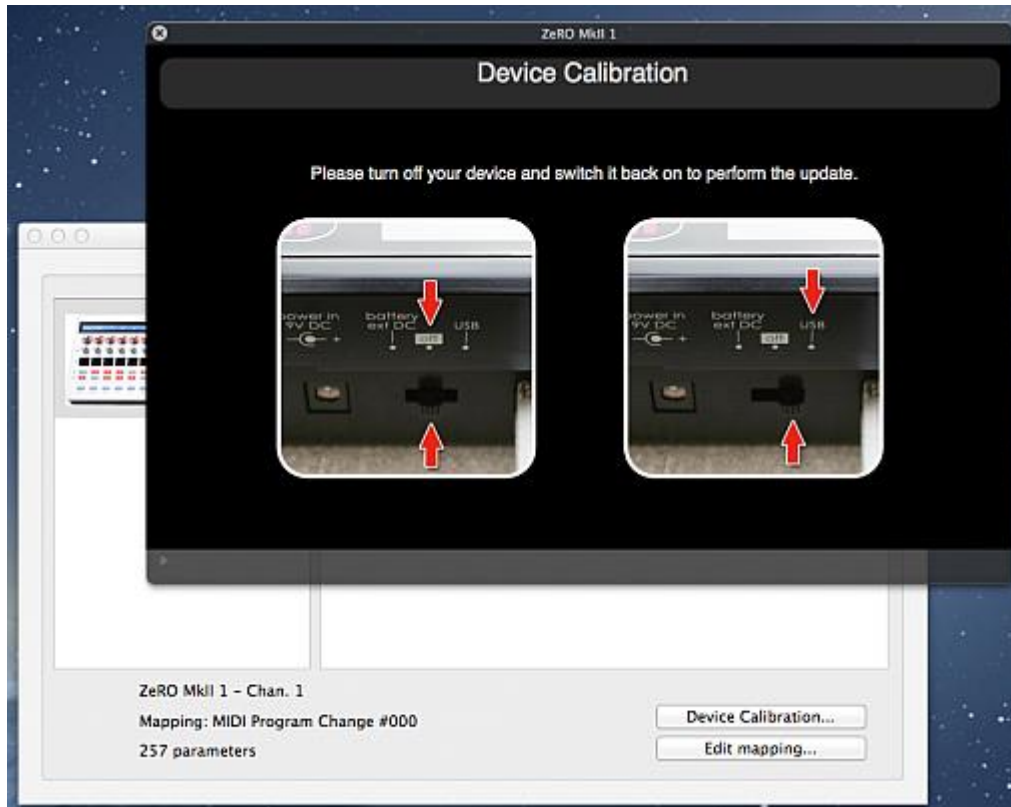 ZeRO MkII 1
Device Calibration
Please turn off your device and switch it back on to perform the update.
power in
9V DC
battery
ext DC
off
USB
power in
9V DC
battery
ext DC
off
USB
ZeRO MkII 1 - Chan. 1
Mapping: MIDI Program Change #000
257 parameters
Device Calibration...
Edit mapping...